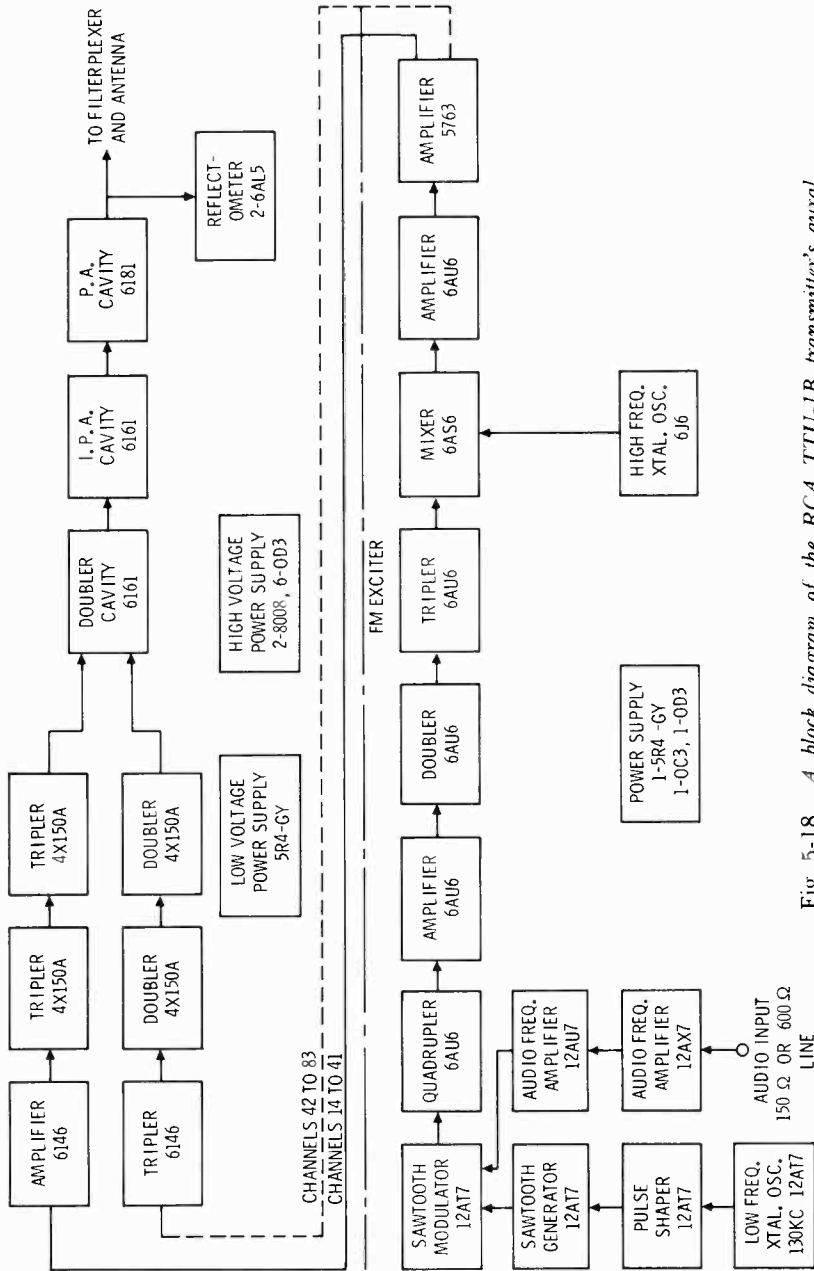 AMPLIFIER
6146
TRIPLER
4X150A
TRIPLER
4X150A
TRIPLER
6146
DOUBLER
4X150A
DOUBLER
4X150A
DOUBLER
CAVITY
6161
I.P.A.
CAVITY
6161
P.A.
CAVITY
6181
TO FILTERPLEXER
AND ANTENNA
REFLECT-
OMETER
2-6AL5
LOW VOLTAGE
POWER SUPPLY
5R4-GY
HIGH VOLTAGE
POWER SUPPLY
2-8008, 6-OD3
CHANNELS 42 TO 83
CHANNELS 14 TO 41
FM EXCITER
SAWTOOTH
MODULATOR
12AT7
QUADRUPLER
6AU6
AMPLIFIER
6AU6
DOUBLER
6AU6
TRIPLER
6AU6
MIXER
6AS6
AMPLIFIER
6AU6
AMPLIFIER
5763
SAWTOOTH
GENERATOR
12AT7
AUDIO FREQ.
AMPLIFIER
12AU7
PULSE
SHAPER
12AT7
AUDIO FREQ.
AMPLIFIER
12AX7
LOW FREQ.
XTAL. OSC.
130KC 12AT7
AUDIO INPUT
150 Ω OR 600 Ω
LINE
POWER SUPPLY
1-5R4 -GY
1-OC3, 1-OD3
HIGH FREQ.
XTAL. OSC.
6J6
Fig. 5-18. A block diagram of the RCA TTU-1B transmitter's aural